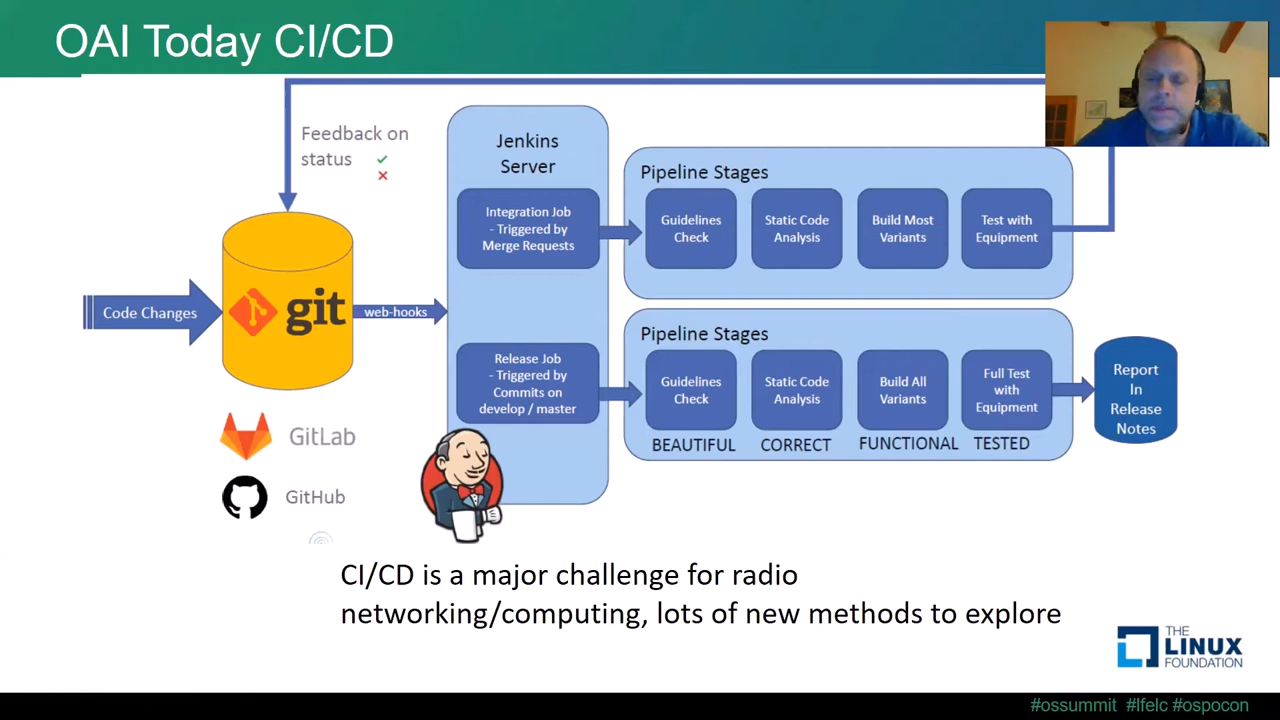 OAI Today CI/CD
Feedback on
status
Jenkins
Server
Integration Job
- Triggered by
Merge Requests
Pipeline Stages
Guidelines
Check
Static Code
Analysis
Build Most
Variants
Test with
Equipment
Code Changes
git
web-hooks
Release Job
- Triggered by
Commits on
develop / master
Pipeline Stages
Guidelines
Check
Static Code
Analysis
Build All
Variants
Full Test
with
Equipment
BEAUTIFUL
CORRECT
FUNCTIONAL
TESTED
Report
In
Release
Notes
GitLab
GitHub
CI/CD is a major challenge for radio
networking/computing, lots of new methods to explore
THE
LINUX
FOUNDATION
#ossummit #lfelc #ospocon